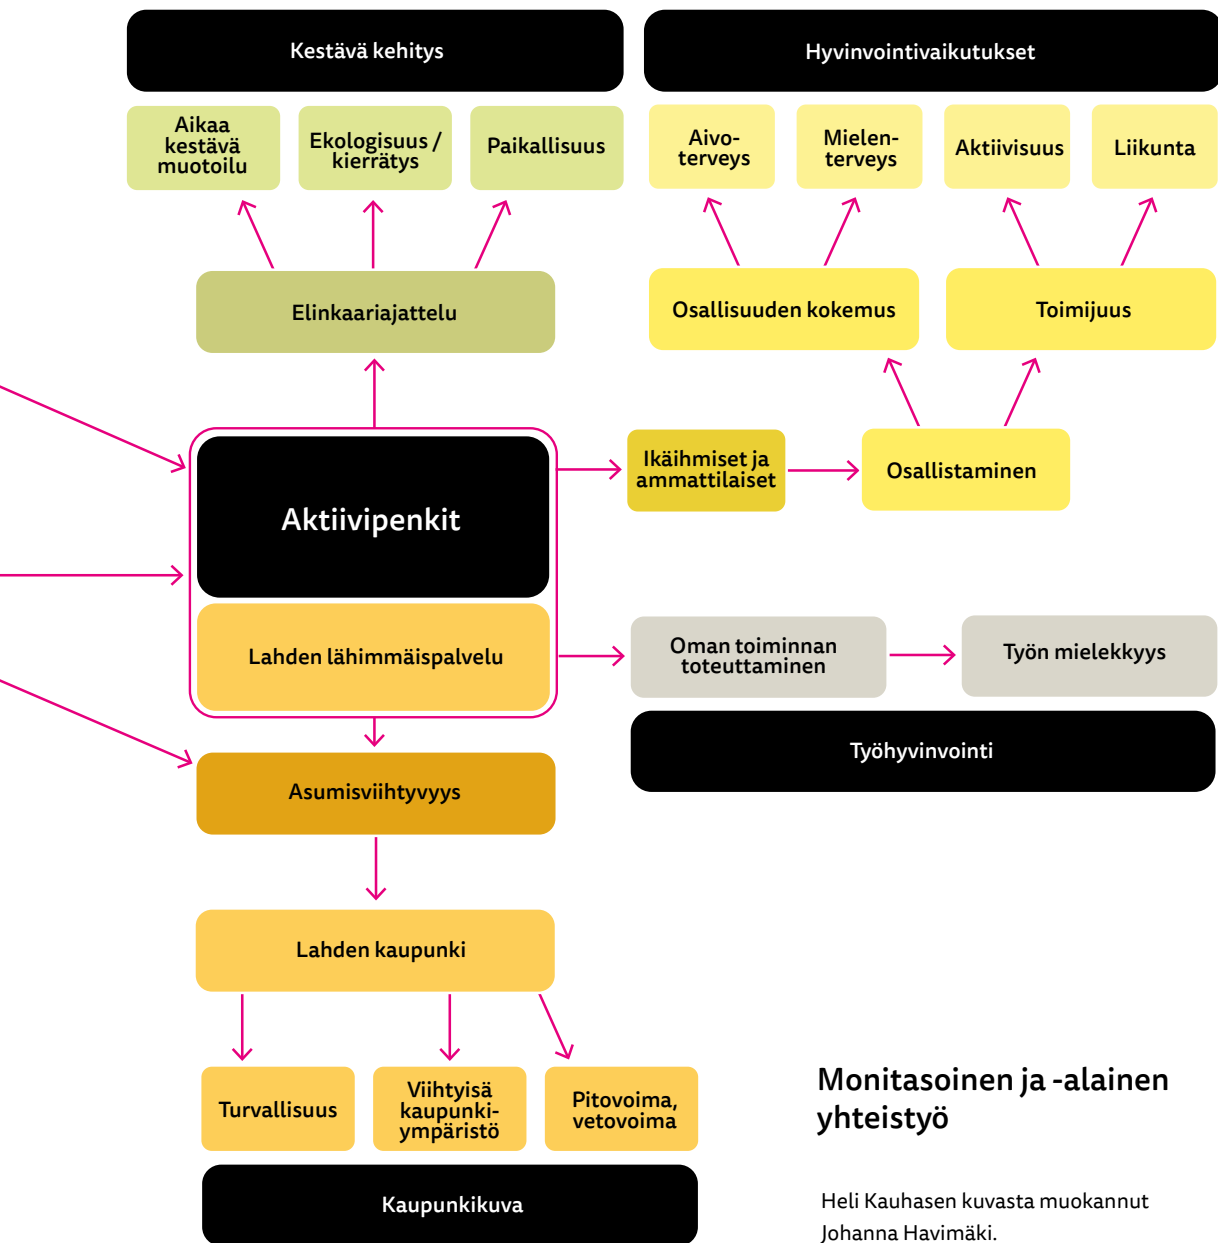 Kestävä kehitys
Hyvinvointivaikutukset
Aikaa
kestävä
muotoilu
Ekologisuus /
kierrätys
Paikallisuus
Aivo-
terveys
Mielen-
terveys
Aktiivisuus
Liikunta
Elinkaariajattelu
Osallisuuden kokemus
Toimijuus
Aktiivipenkit
Ikäihmiset ja
ammattilaiset
Osallistaminen
Lahden lähimmäispalvelu
Oman toiminnan
toteuttaminen
Työn mielekkyys
Työhyvinvointi
Asumisviihtyvyys
Lahden kaupunki
Turvallisuus
Viihtyisä
kaupunki-
ympäristö
Pitovoima,
vetovoima
Kaupunkikuva
Monitasoinen ja -alainen
yhteistyö
Heli Kauhasen kuvasta muokannut
Johanna Havimäki.